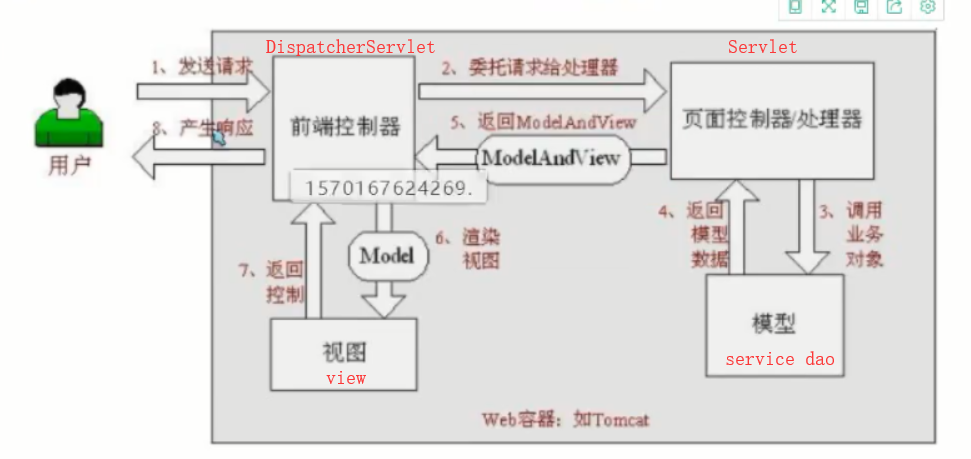 DispatcherServlet
Servlet
1、发送请求
2、委托请求给处理器
前端控制器
页面控制器/处理器
8、产生响应
5、返回ModelAndView
ModelAndView
用户
1570167624269.
4、返回
模型
数据
3、调用
业务
对象
Model
6、渲染
视图
7、返回
控制
视图
view
模型
service dao
Web容器：如Tomcat